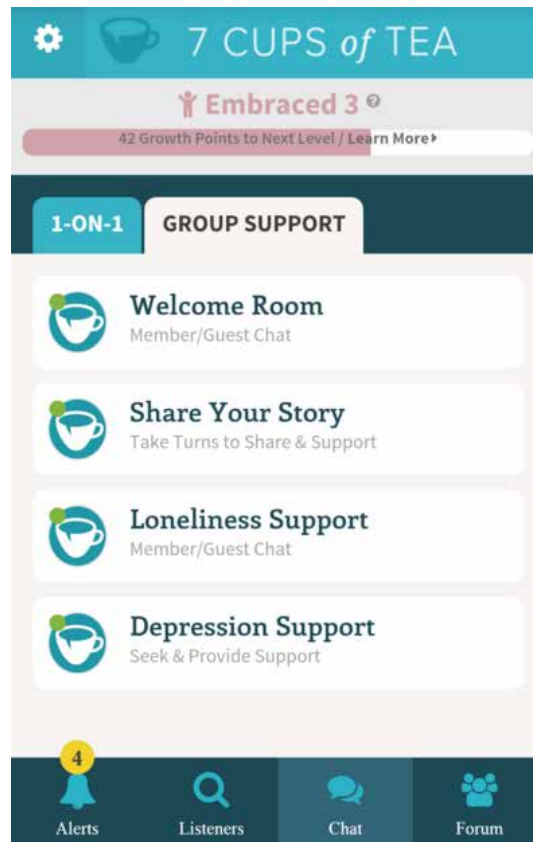 7 CUPS of TEA
Embraced 3 ?
42 Growth Points to Next Level / Learn More
1-ON-1
GROUP SUPPORT
Welcome Room
Member/Guest Chat
Share Your Story
Take Turns to Share & Support
Loneliness Support
Member/Guest Chat
Depression Support
Seek & Provide Support
4
Alerts
Listeners
Chat
Forum